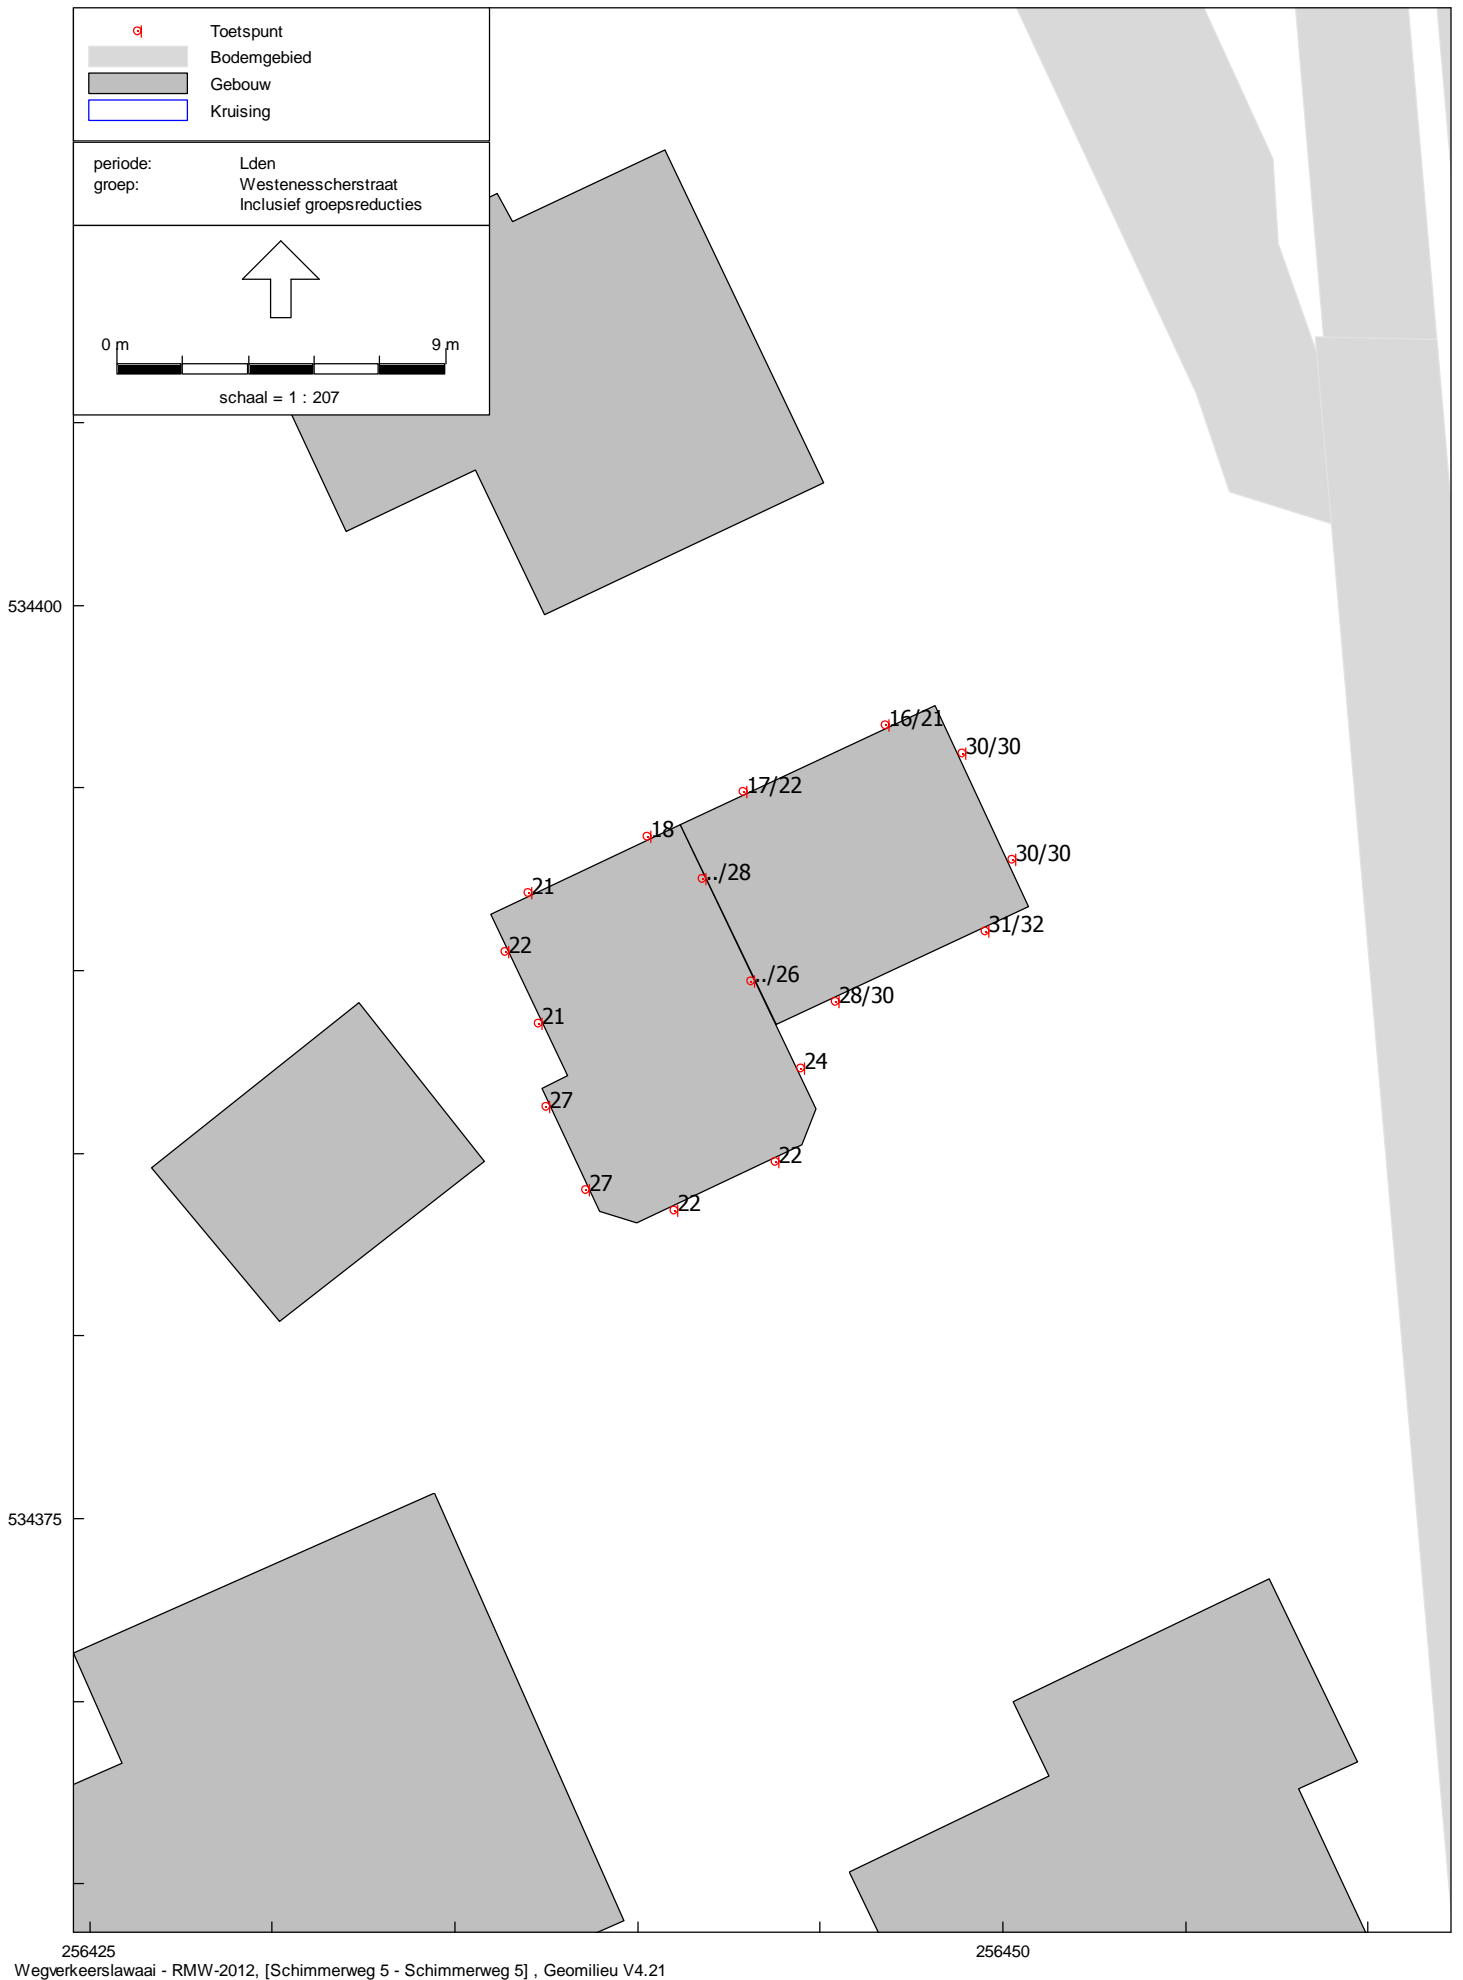 Toetspunt
Bodemgebied
Gebouw
Kruising
periode: Lden
groep: Westenesscherstraat
Inclusief groepsreducties
0 m 9 m
schaal = 1 : 207
534400
16/21
30/30
17/22
18
30/30
../28
21
31/32
22
../26
28/30
21
24
27
22
27
22
534375
256425 256450
Wegverkeerslawaai - RMW-2012, [Schimmerweg 5 - Schimmerweg 5] , Geomilieu V4.21